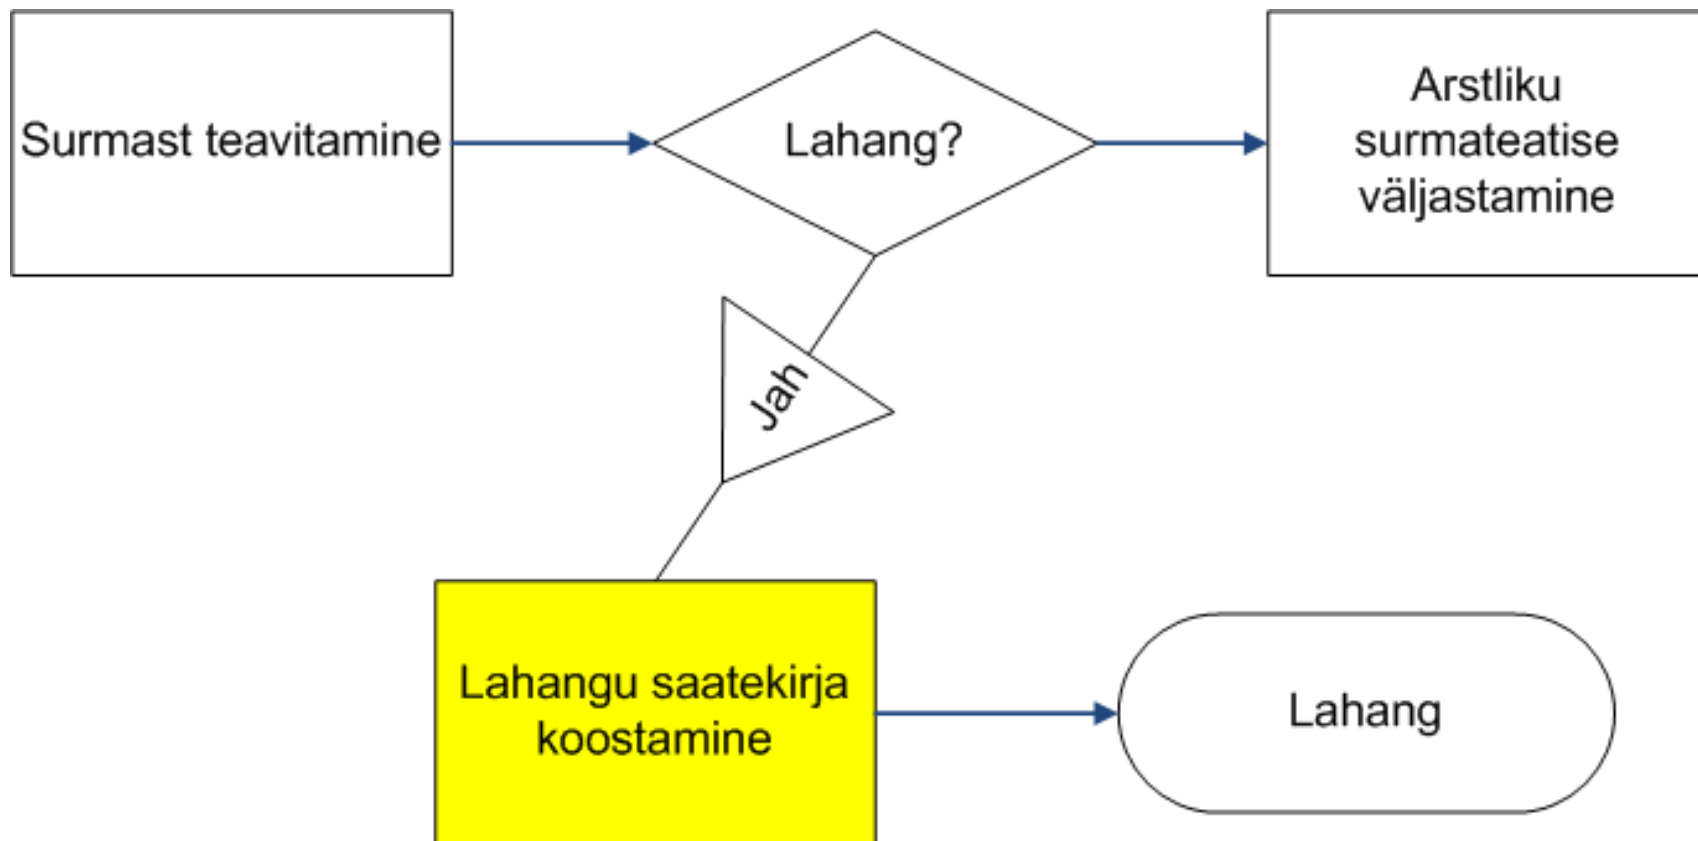 Surmast teavitamine
Lahang?
Arstliku
surmateatise
väljastamine
Jah
Lahangu saatekirja
koostamine
Lahang